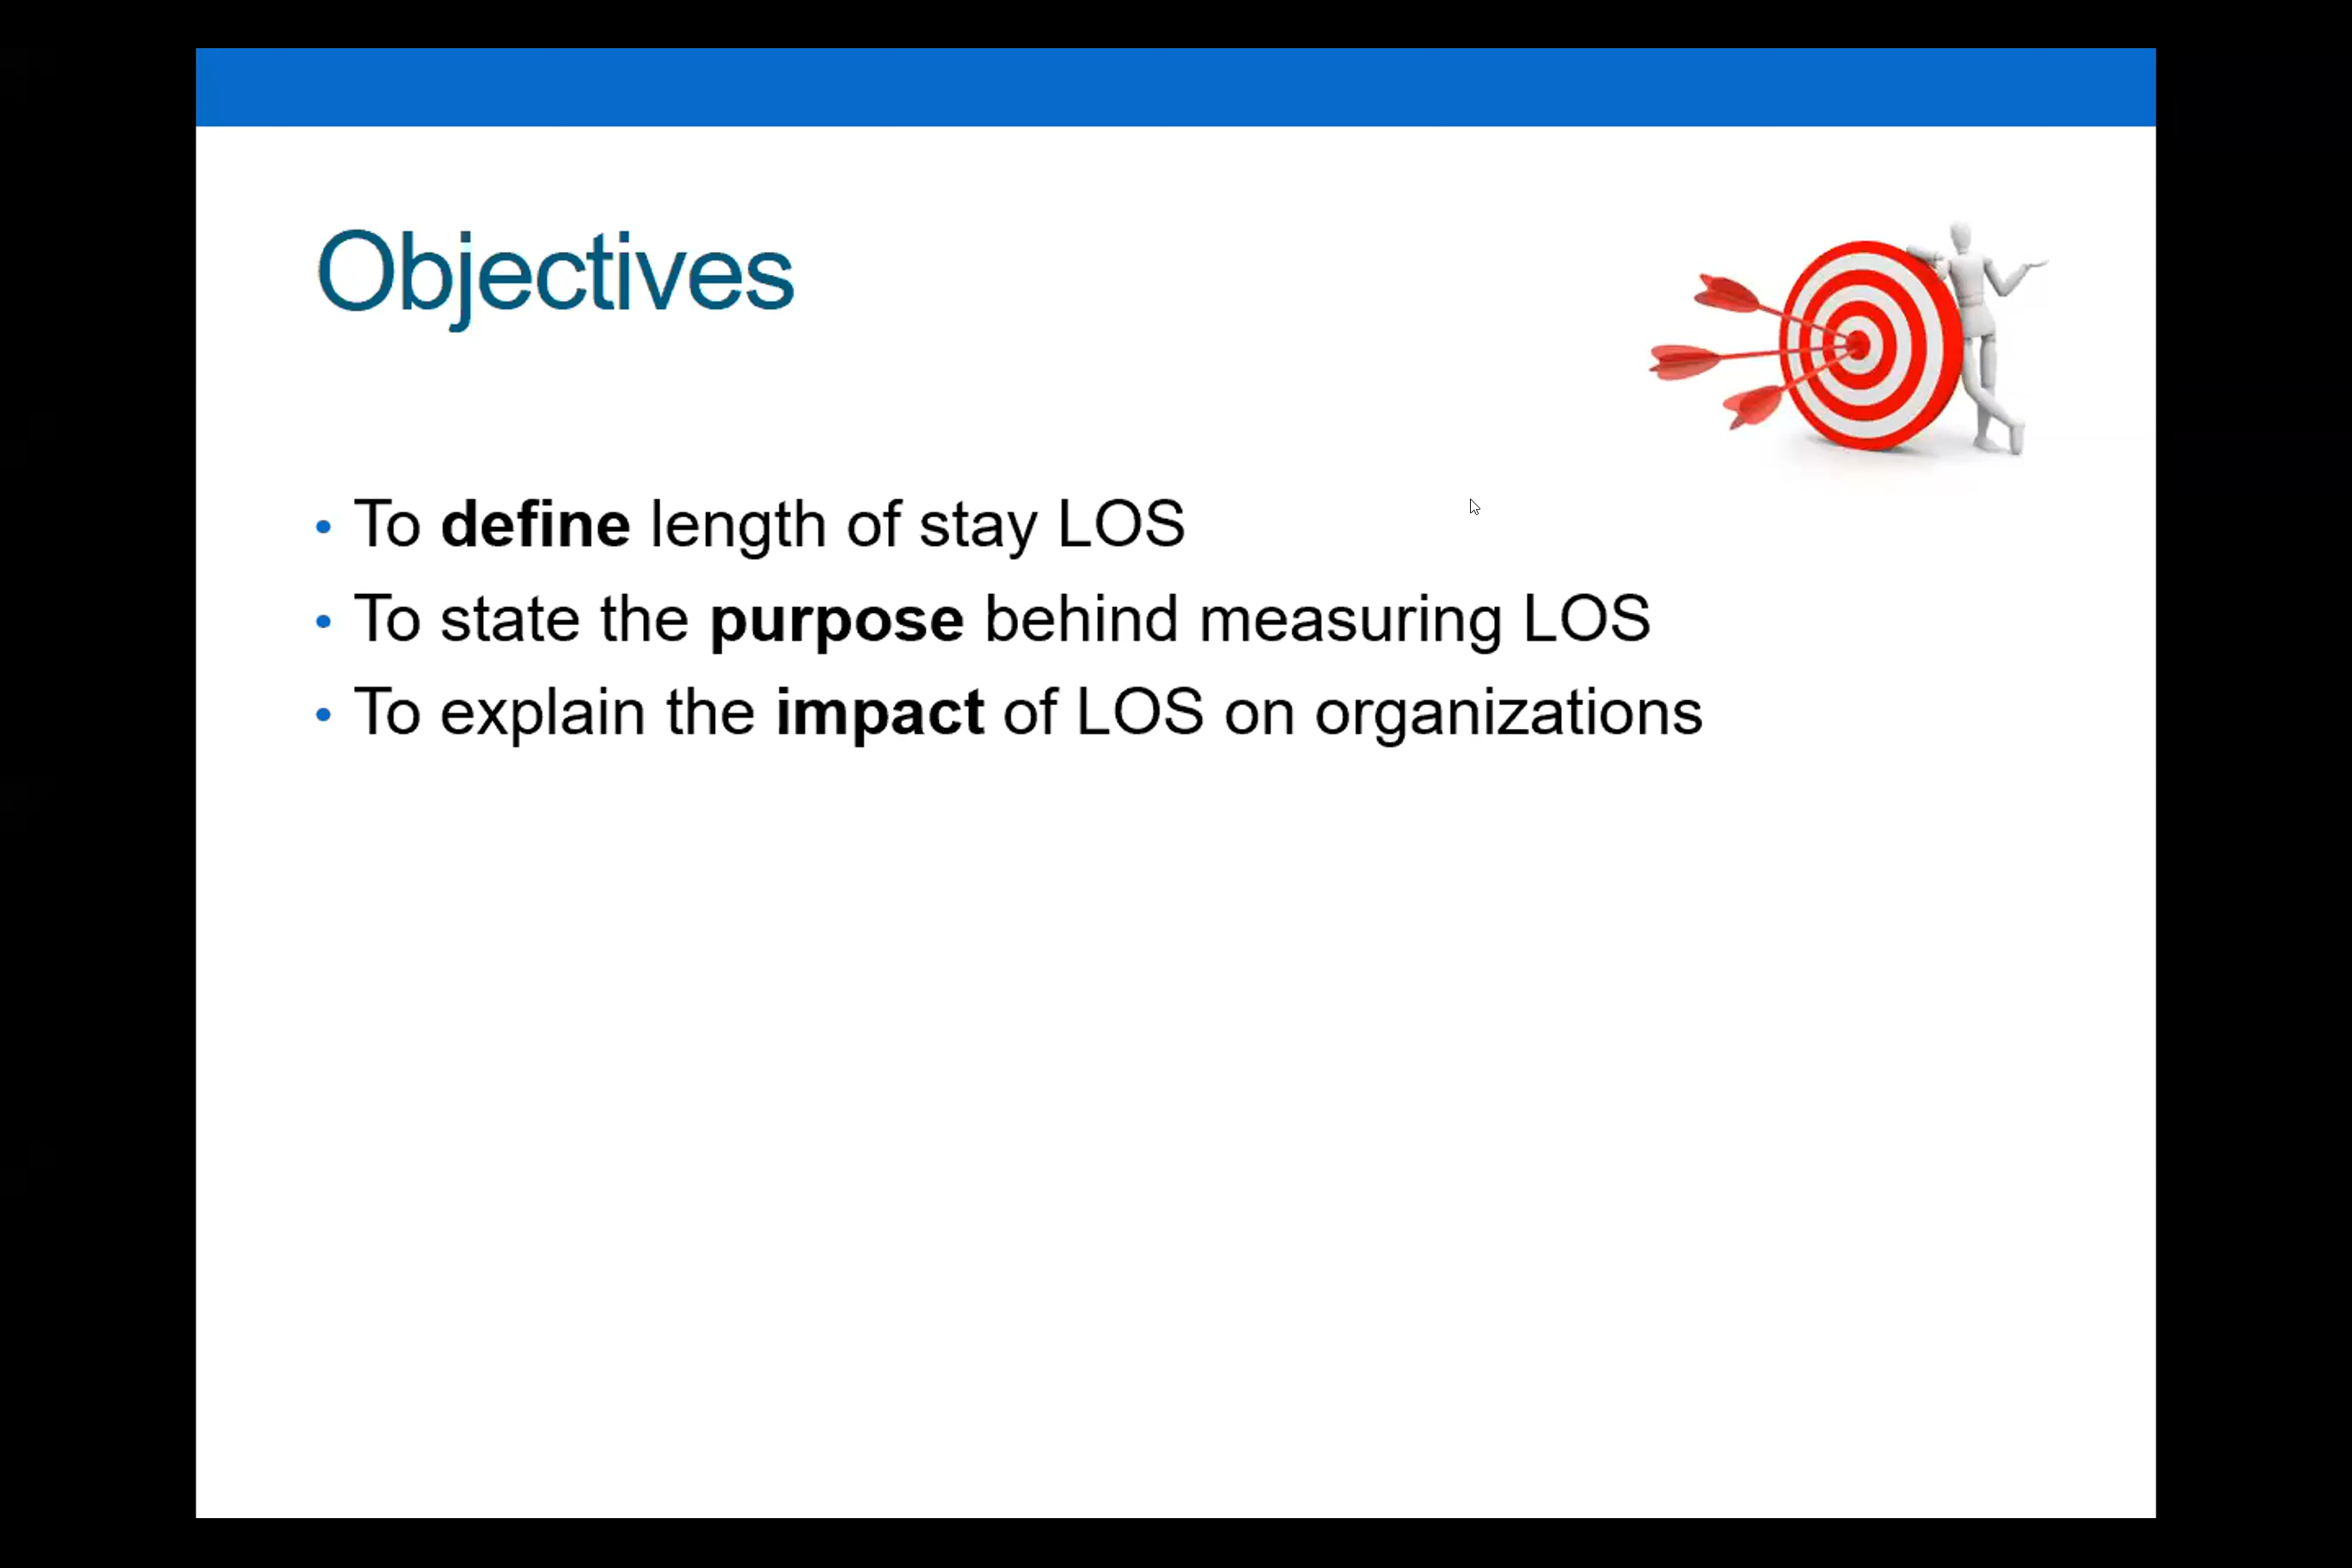 Objectives
• To define length of stay LOS
• To state the purpose behind measuring LOS
• To explain the impact of LOS on organizations